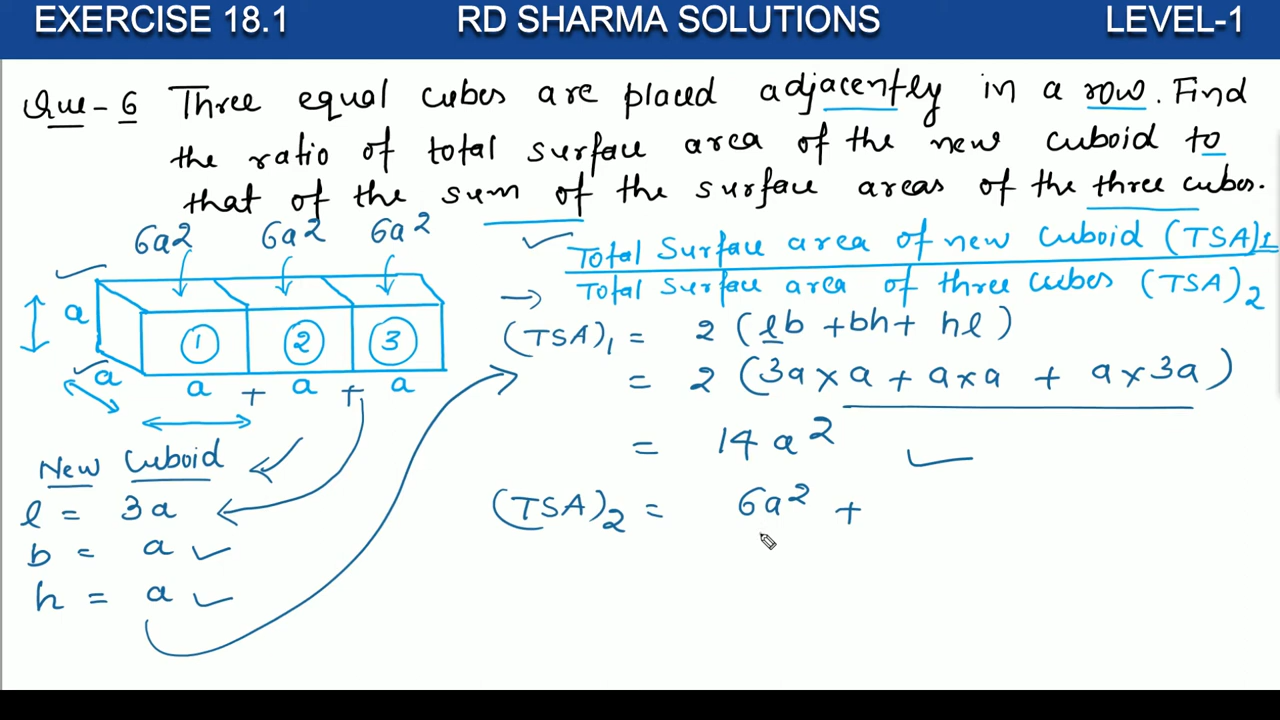 EXERCISE 18.1 RD SHARMA SOLUTIONS LEVEL-1
Que - 6 Three equal cubes are placed adjacently in a row. Find
the ratio of total surface area of the new cuboid to
that of the sum of the surface areas of the three cubes.
6a² 6a² 6a²
a
1 2 3
a
a + a + a
Total Surface area of new cuboid (TSA)1
Total Surface area of three cubes (TSA)2
(TSA)1 = 2 (lb + bh + hl)
= 2 (3a × a + a × a + a × 3a)
= 14a²
(TSA)2 = 6a² +
New Cuboid
l = 3a
b = a
h = a